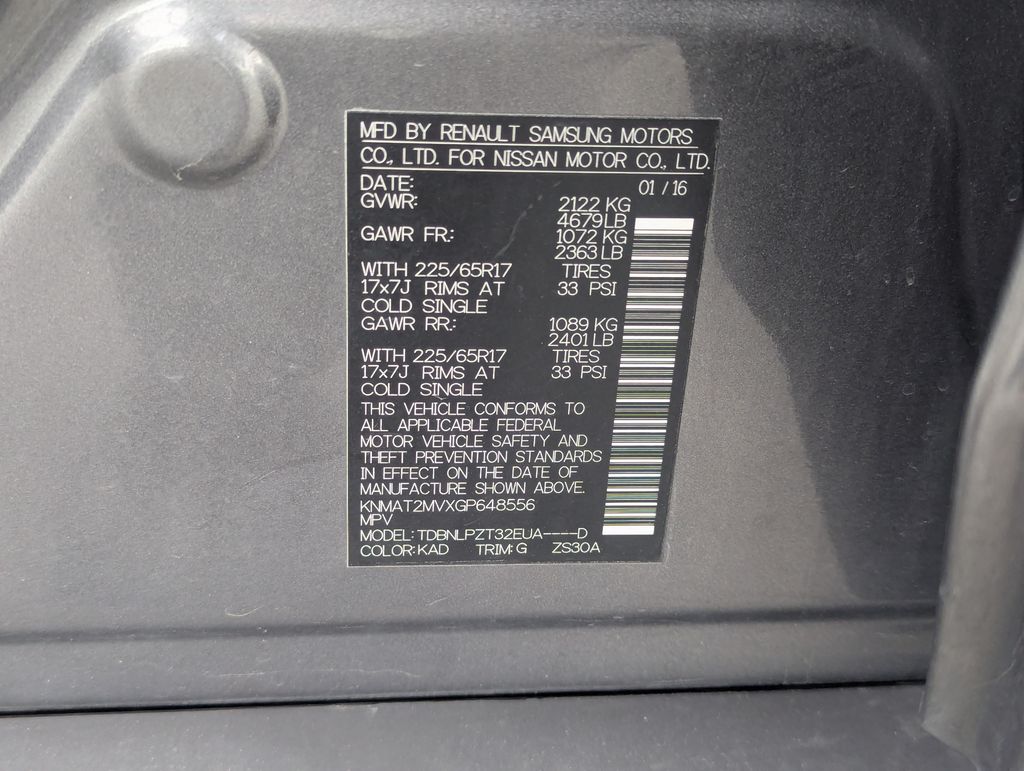 MFD BY RENAULT SAMSUNG MOTORS
CO., LTD. FOR NISSAN MOTOR CO., LTD.
DATE: 01 / 16
GVWR: 2122 KG
4679 LB
GAWR FR.: 1072 KG
2363 LB
WITH 225/65R17 TIRES
17x7J RIMS AT 33 PSI
COLD SINGLE
GAWR RR.: 1089 KG
2401 LB
WITH 225/65R17 TIRES
17x7J RIMS AT 33 PSI
COLD SINGLE
THIS VEHICLE CONFORMS TO
ALL APPLICABLE FEDERAL
MOTOR VEHICLE SAFETY AND
THEFT PREVENTION STANDARDS
IN EFFECT ON THE DATE OF
MANUFACTURE SHOWN ABOVE.
KNMAT2MVXGP648556
MPV
MODEL: TDBNLPZT32EUA----D
COLOR: KAD TRIM: G ZS30A